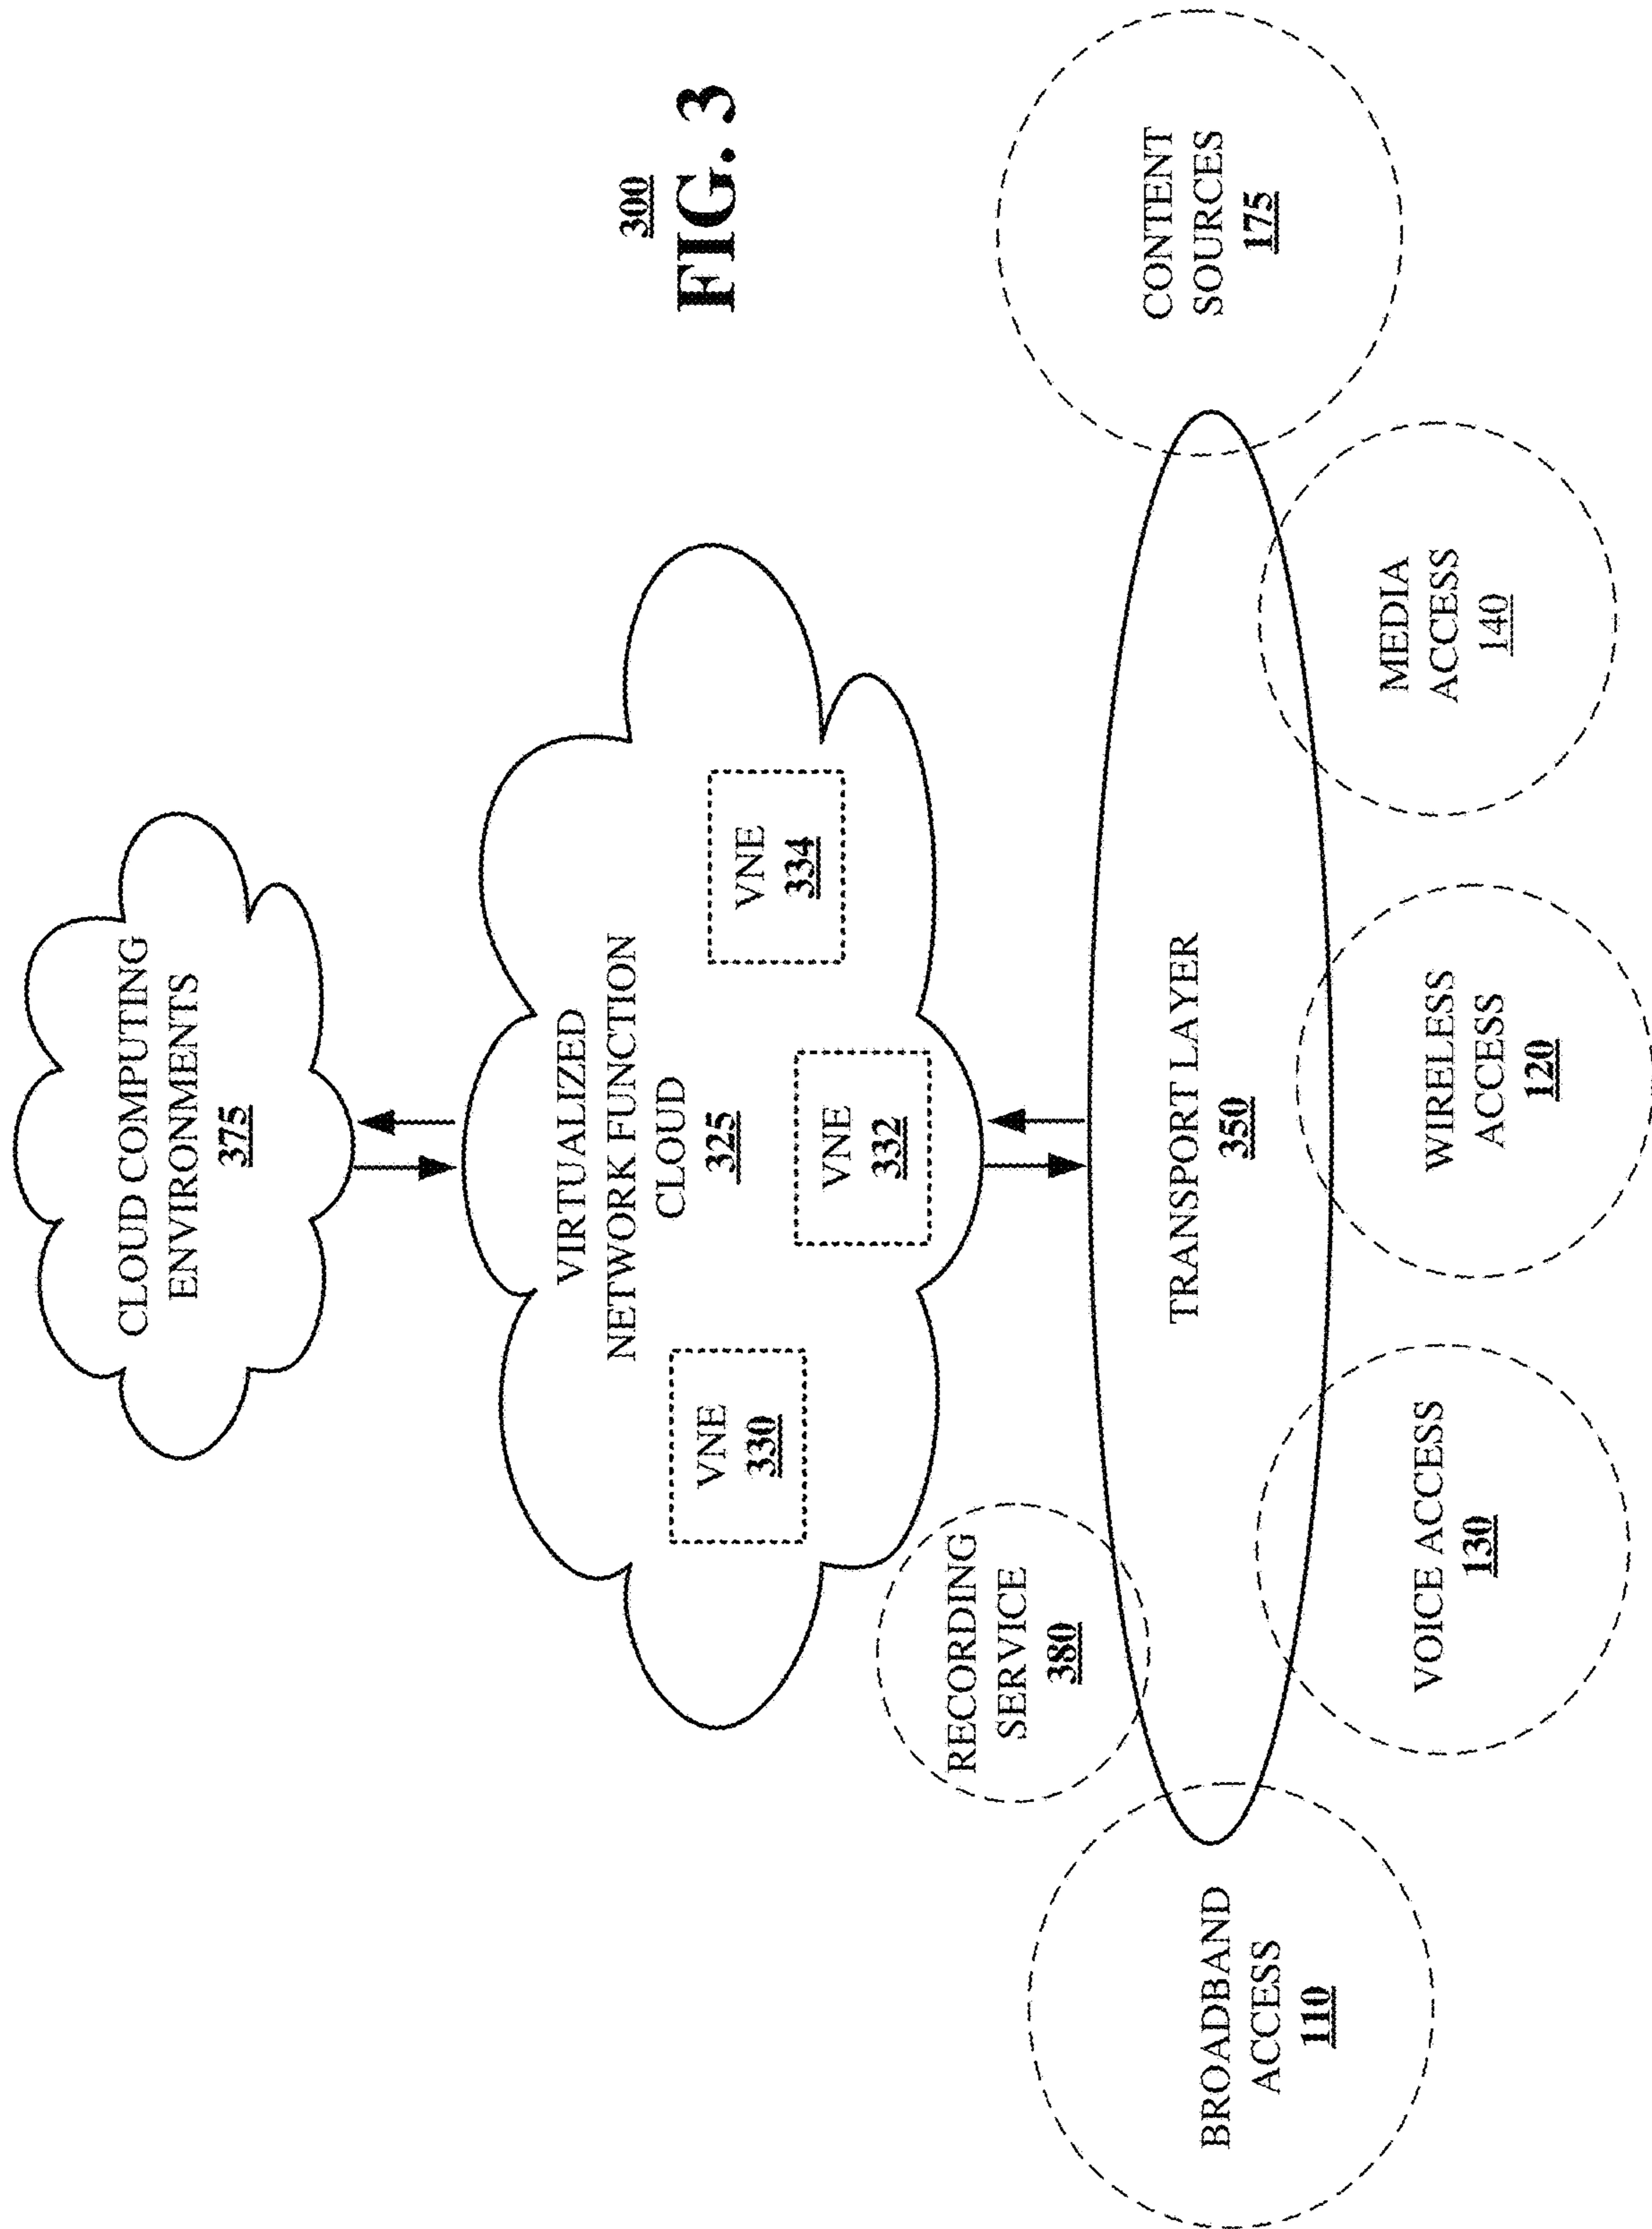 CLOUD COMPUTING
ENVIRONMENTS
375
VIRTUALIZED
NETWORK FUNCTION
CLOUD
325
VNE
330
VNE
332
VNE
334
300
FIG. 3
RECORDING
SERVICE
380
TRANSPORT LAYER
350
BROADBAND
ACCESS
110
VOICE ACCESS
130
WIRELESS
ACCESS
120
MEDIA
ACCESS
140
CONTENT
SOURCES
175